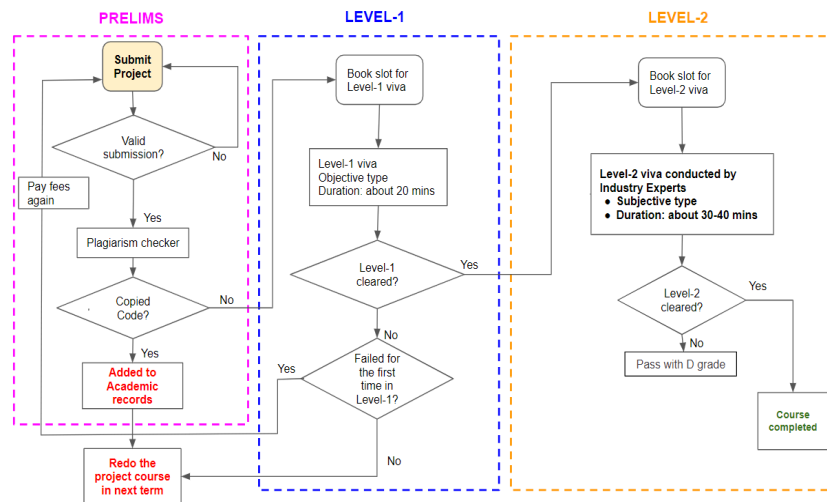 PRELIMS
LEVEL-1
LEVEL-2
Submit
Project
Valid
submission?
No
Pay fees
again
Yes
Plagiarism checker
Copied
Code?
No
Yes
Added to
Academic
records
Redo the
project course
in next term
Book slot for
Level-1 viva
Level-1 viva
Objective type
Duration: about 20 mins
Level-1
cleared?
Yes
No
Failed for
the first
time in
Level-1?
Yes
No
Book slot for
Level-2 viva
Level-2 viva conducted by
Industry Experts
● Subjective type
● Duration: about 30-40 mins
Level-2
cleared?
Yes
No
Pass with D grade
Course
completed